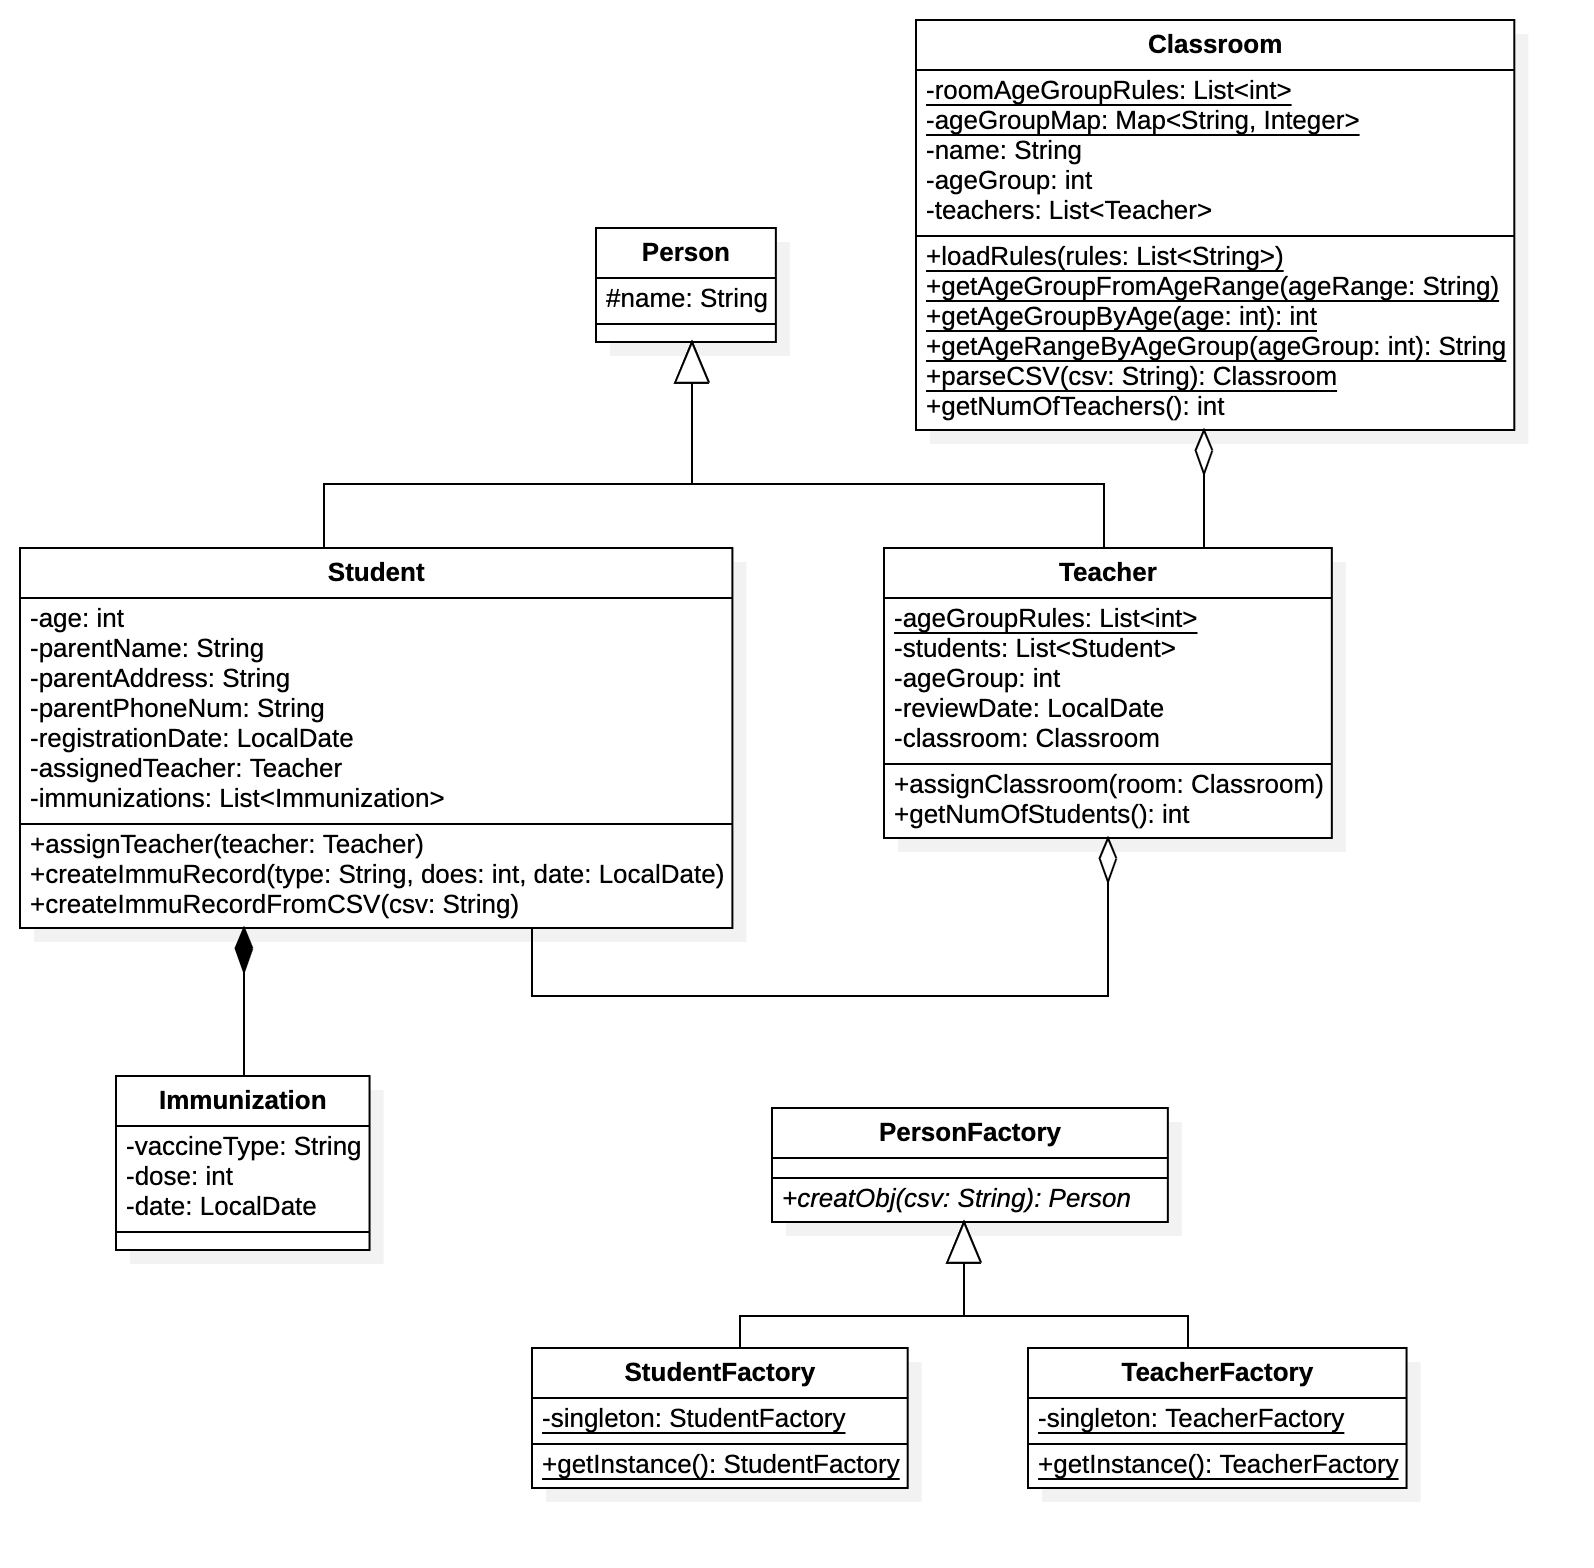 Classroom
-roomAgeGroupRules: List<int>
-ageGroupMap: Map<String, Integer>
-name: String
-ageGroup: int
-teachers: List<Teacher>
+loadRules(rules: List<String>)
+getAgeGroupFromAgeRange(ageRange: String)
+getAgeGroupByAge(age: int): int
+getAgeRangeByAgeGroup(ageGroup: int): String
+parseCSV(csv: String): Classroom
+getNumOfTeachers(): int
Person
#name: String
Student
-age: int
-parentName: String
-parentAddress: String
-parentPhoneNum: String
-registrationDate: LocalDate
-assignedTeacher: Teacher
-immunizations: List<Immunization>
+assignTeacher(teacher: Teacher)
+createImmuRecord(type: String, does: int, date: LocalDate)
+createImmuRecordFromCSV(csv: String)
Teacher
-ageGroupRules: List<int>
-students: List<Student>
-ageGroup: int
-reviewDate: LocalDate
-classroom: Classroom
+assignClassroom(room: Classroom)
+getNumOfStudents(): int
Immunization
-vaccineType: String
-dose: int
-date: LocalDate
PersonFactory
+creatObj(csv: String): Person
StudentFactory
-singleton: StudentFactory
+getInstance(): StudentFactory
TeacherFactory
-singleton: TeacherFactory
+getInstance(): TeacherFactory